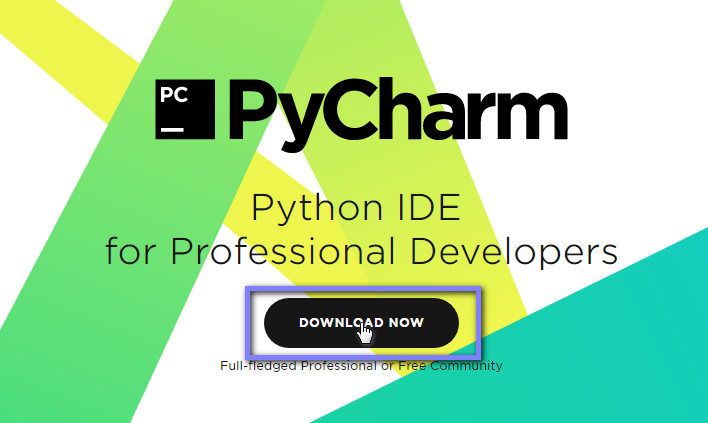 PC
PyCharm
Python IDE
for Professional Developers
DOWNLOAD NOW
Full-fledged Professional or Free Community